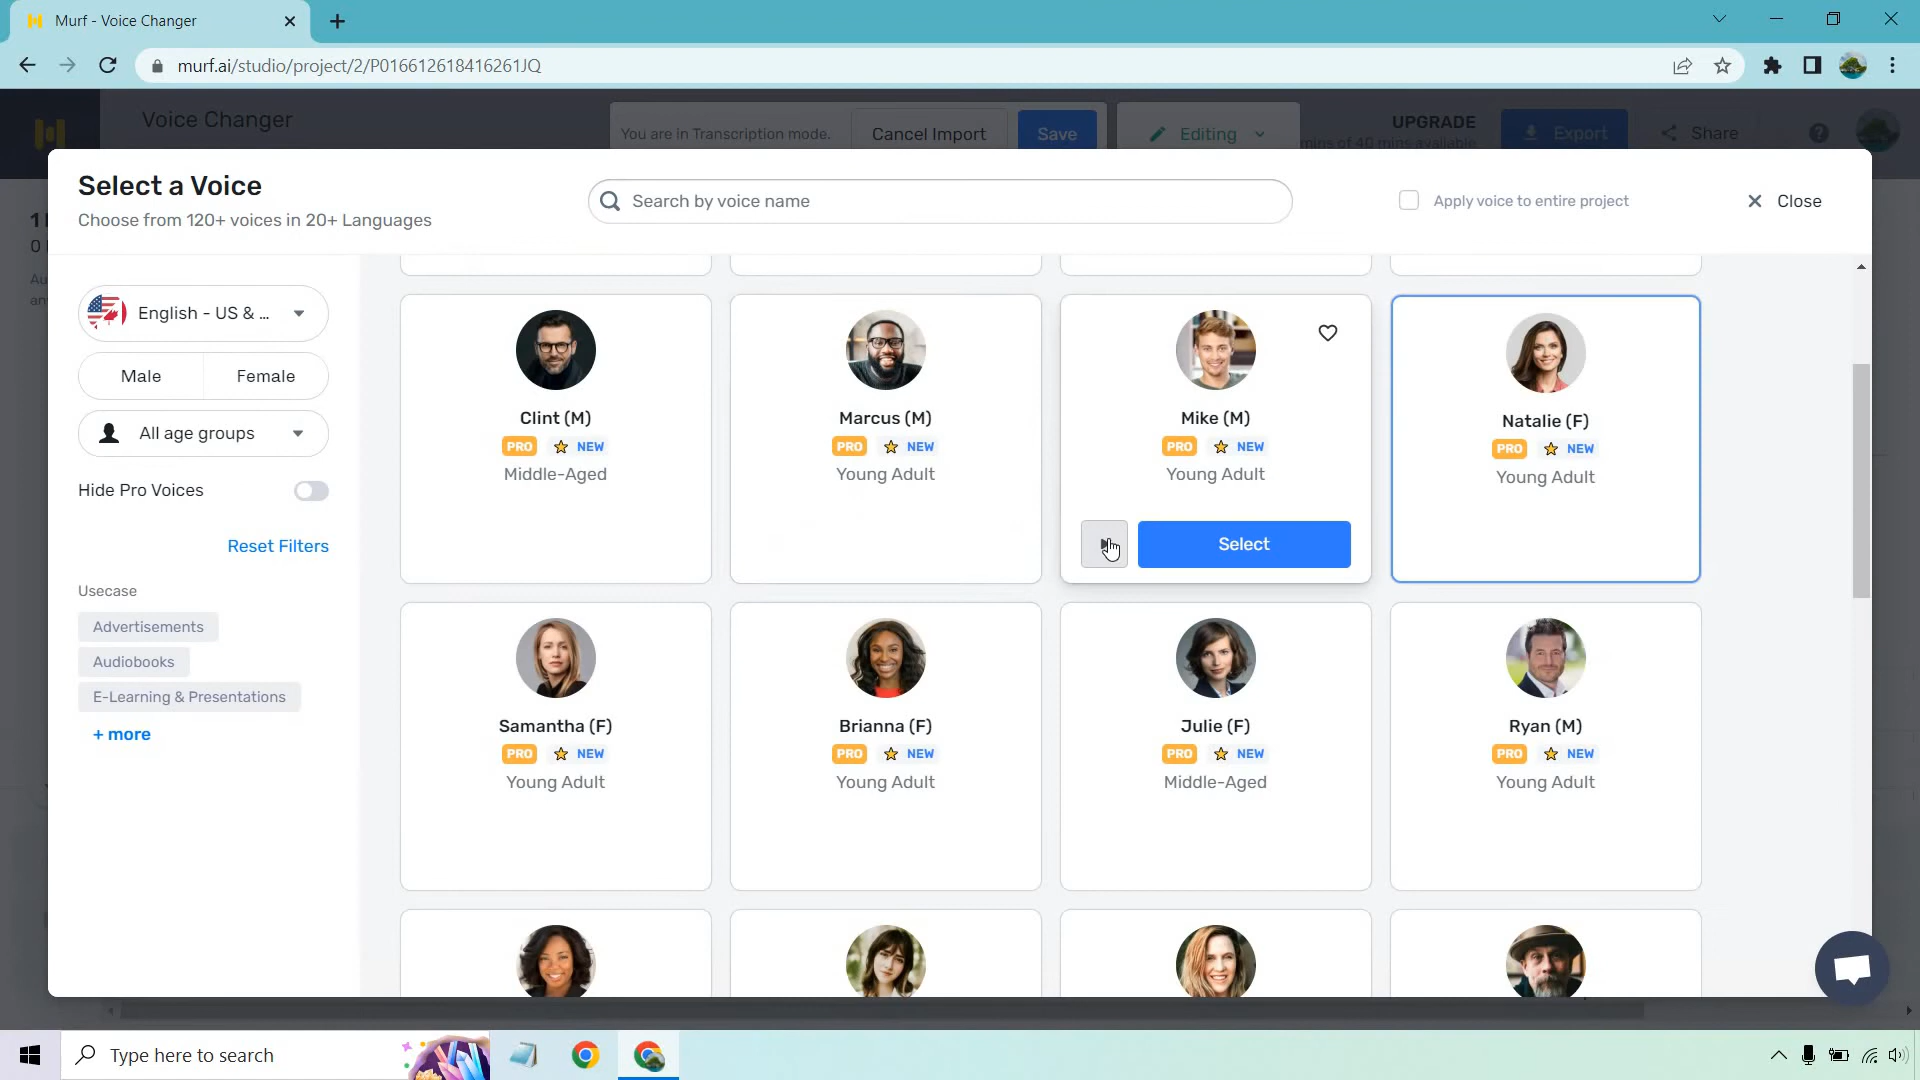 Murf - Voice Changer
murf.ai/studio/project/2/P016612618416261JQ
Voice Changer
You are in Transcription mode.
Cancel Import
Save
Editing
UPGRADE
mins of 40 mins available
Export
Share
Select a Voice
Choose from 120+ voices in 20+ Languages
Search by voice name
Apply voice to entire project
Close
English - US & ...
Male
Female
All age groups
Hide Pro Voices
Reset Filters
Usecase
Advertisements
Audiobooks
E-Learning & Presentations
+ more
Clint (M)
PRO NEW
Middle-Aged
Marcus (M)
PRO NEW
Young Adult
Mike (M)
PRO NEW
Young Adult
Select
Natalie (F)
PRO NEW
Young Adult
Samantha (F)
PRO NEW
Young Adult
Brianna (F)
PRO NEW
Young Adult
Julie (F)
PRO NEW
Middle-Aged
Ryan (M)
PRO NEW
Young Adult
Type here to search